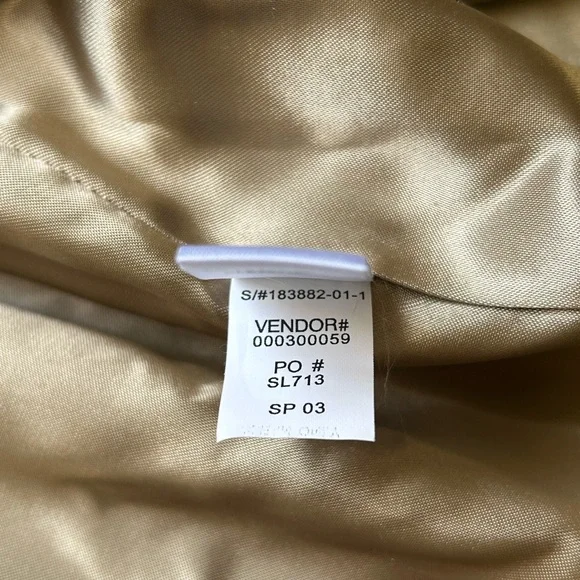 S/#183882-01-1
VENDOR#
000300059
PO #
SL713
SP 03